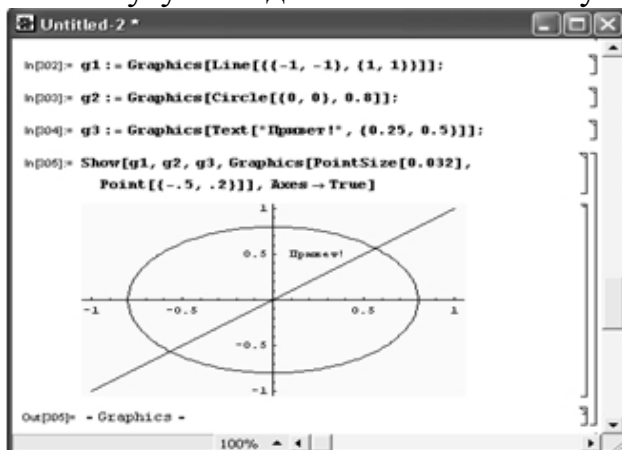 Untitled-2 *
In[302]:= g1 := Graphics[Line[{{-1, -1}, {1, 1}}]];
In[303]:= g2 := Graphics[Circle[{0, 0}, 0.8]];
In[304]:= g3 := Graphics[Text["Привет!", {0.25, 0.5}]];
In[305]:= Show[g1, g2, g3, Graphics[PointSize[0.032],
Point[{-.5, .2}]], Axes → True]
1
0.5 Привет!
-1 -0.5 0.5 1
-0.5
-1
Out[305]= - Graphics -
100%